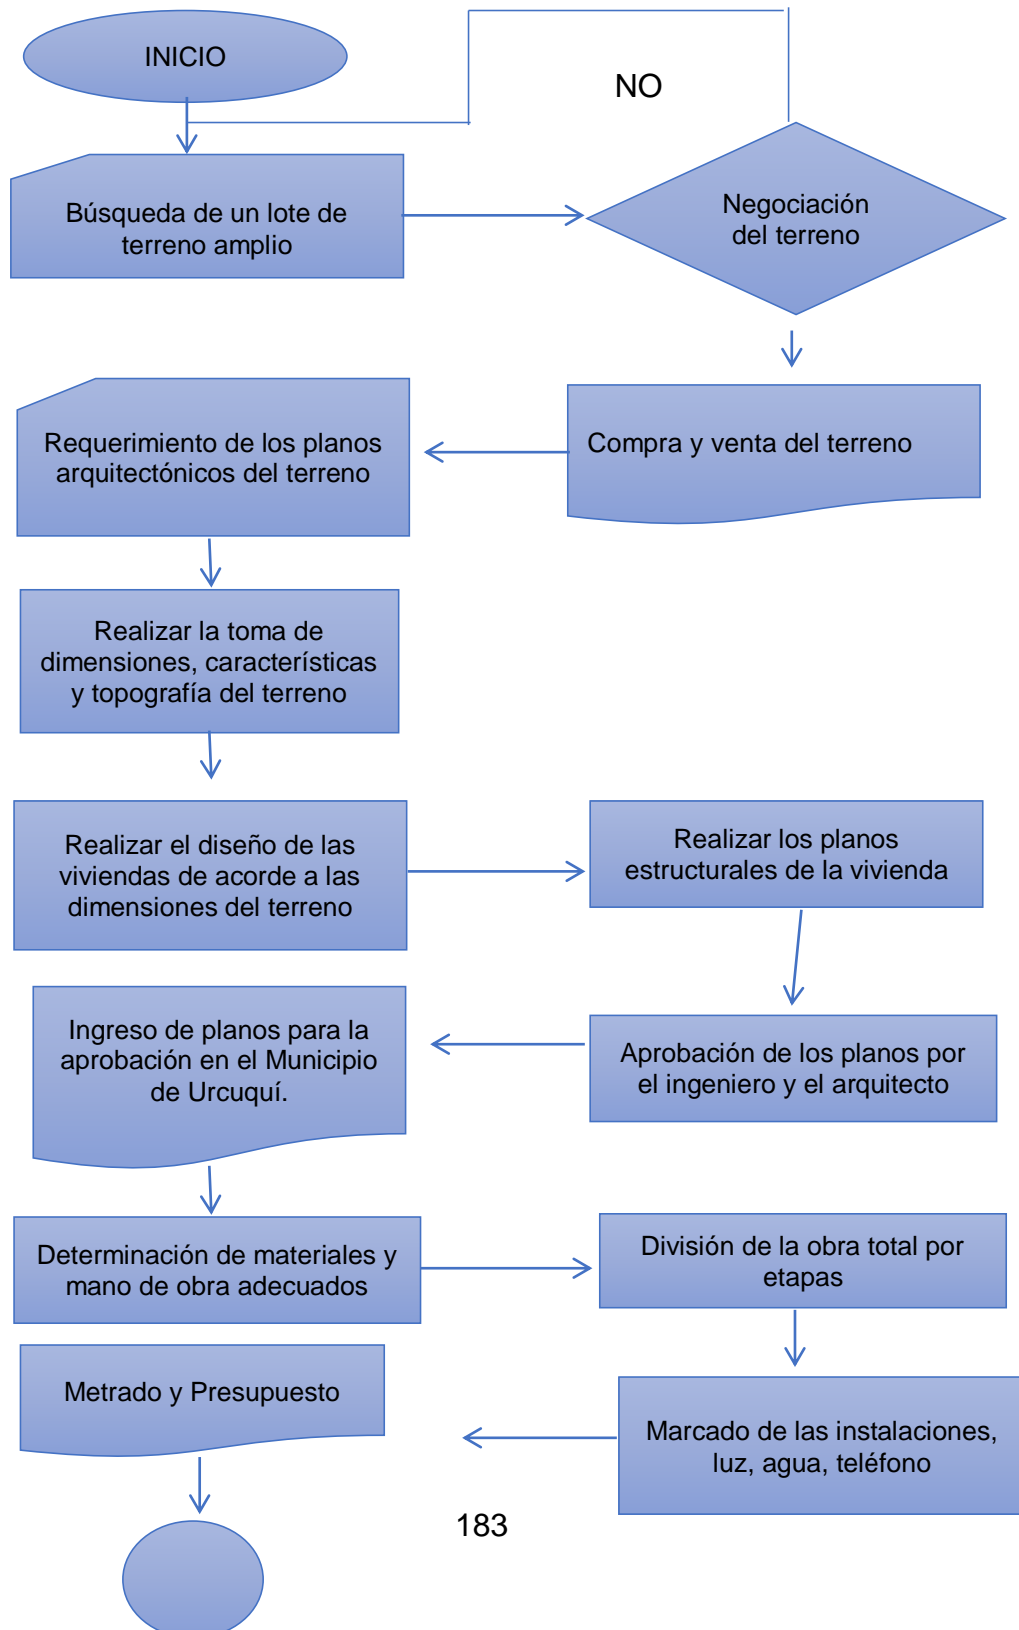 INICIO
NO
Búsqueda de un lote de
terreno amplio
Negociación
del terreno
Requerimiento de los planos
arquitectónicos del terreno
Compra y venta del terreno
Realizar la toma de
dimensiones, características
y topografía del terreno
Realizar el diseño de las
viviendas de acorde a las
dimensiones del terreno
Realizar los planos
estructurales de la vivienda
Ingreso de planos para la
aprobación en el Municipio
de Urcuquí.
Aprobación de los planos por
el ingeniero y el arquitecto
Determinación de materiales y
mano de obra adecuados
División de la obra total por
etapas
Metrado y Presupuesto
Marcado de las instalaciones,
luz, agua, teléfono
183